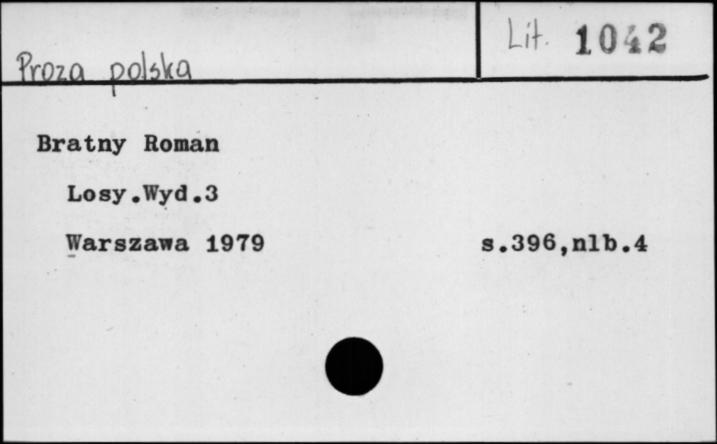 Proza polska
Lit. 1042
Bratny Roman
Losy.Wyd.3
Warszawa 1979 s.396,nlb.4